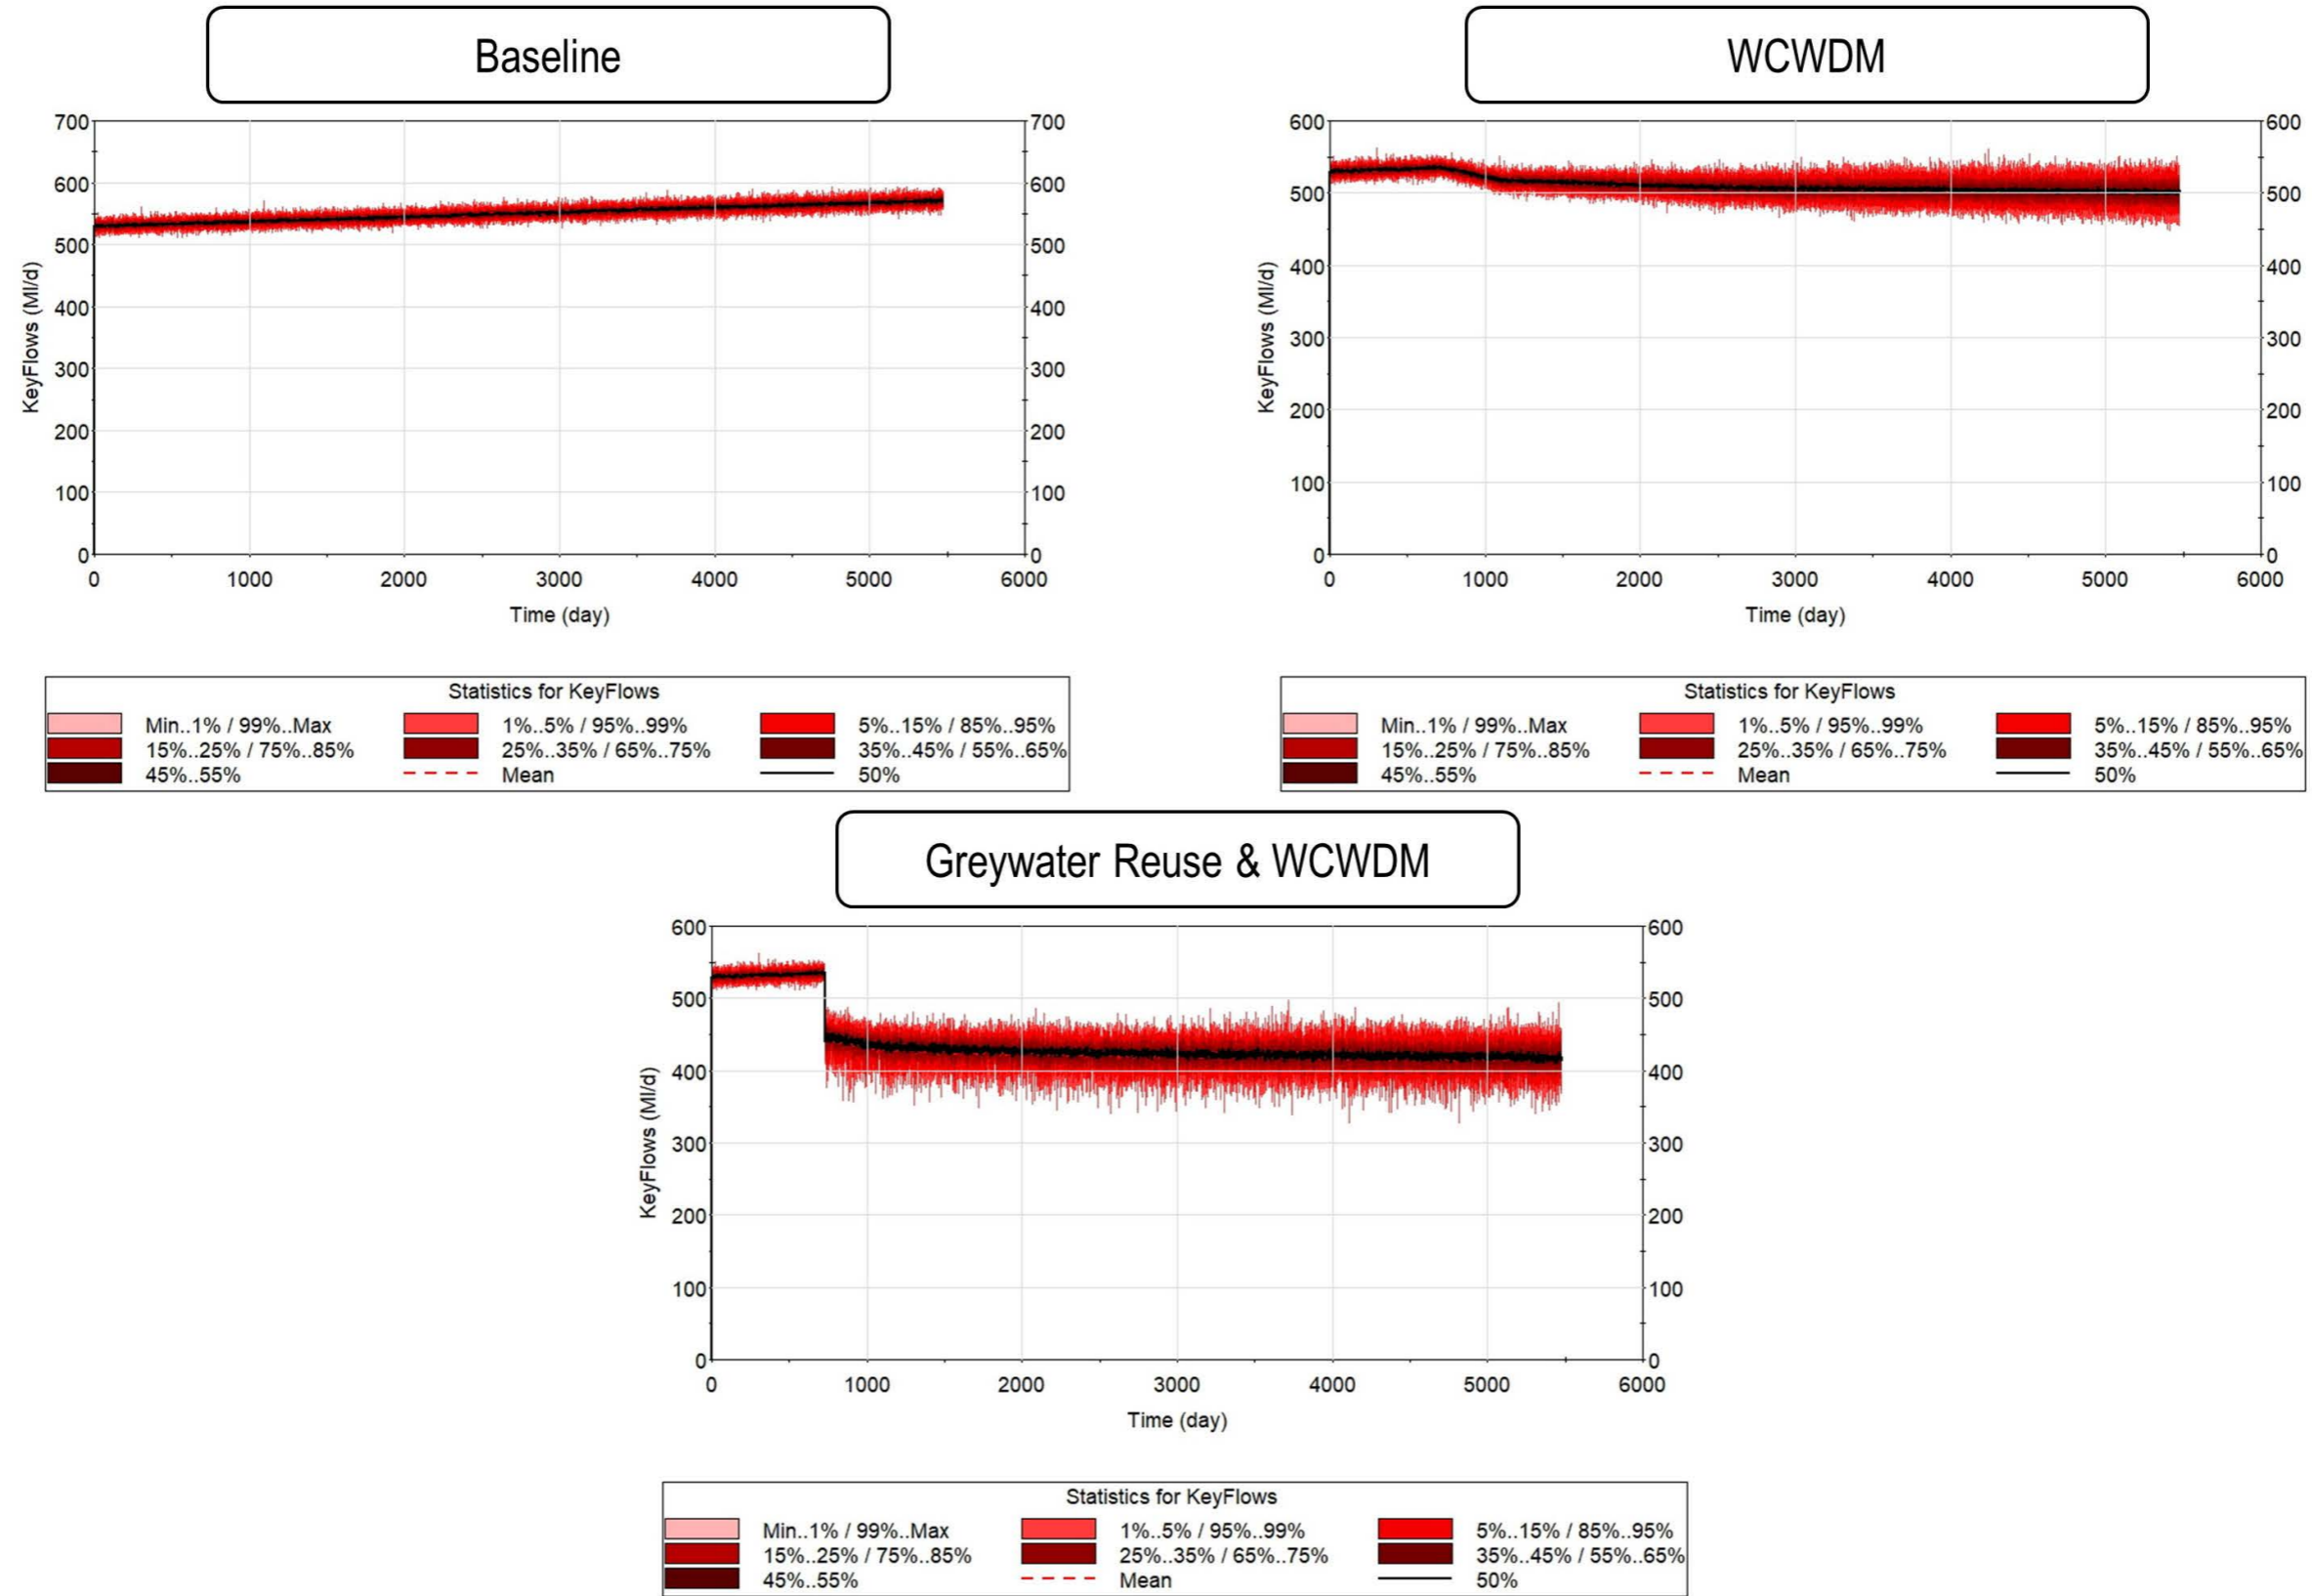 Baseline
700
600
500
400
300
200
100
0
700
600
500
400
300
200
100
0
KeyFlows (Ml/d)
0 1000 2000 3000 4000 5000 6000
Time (day)
Statistics for KeyFlows
Min..1% / 99%..Max 1%..5% / 95%..99% 5%..15% / 85%..95%
15%..25% / 75%..85% 25%..35% / 65%..75% 35%..45% / 55%..65%
45%..55% Mean 50%
WCWDM
600
500
400
300
200
100
0
600
500
400
300
200
100
0
KeyFlows (Ml/d)
0 1000 2000 3000 4000 5000 6000
Time (day)
Statistics for KeyFlows
Min..1% / 99%..Max 1%..5% / 95%..99% 5%..15% / 85%..95%
15%..25% / 75%..85% 25%..35% / 65%..75% 35%..45% / 55%..65%
45%..55% Mean 50%
Greywater Reuse & WCWDM
600
500
400
300
200
100
0
600
500
400
300
200
100
0
KeyFlows (Ml/d)
0 1000 2000 3000 4000 5000 6000
Time (day)
Statistics for KeyFlows
Min..1% / 99%..Max 1%..5% / 95%..99% 5%..15% / 85%..95%
15%..25% / 75%..85% 25%..35% / 65%..75% 35%..45% / 55%..65%
45%..55% Mean 50%